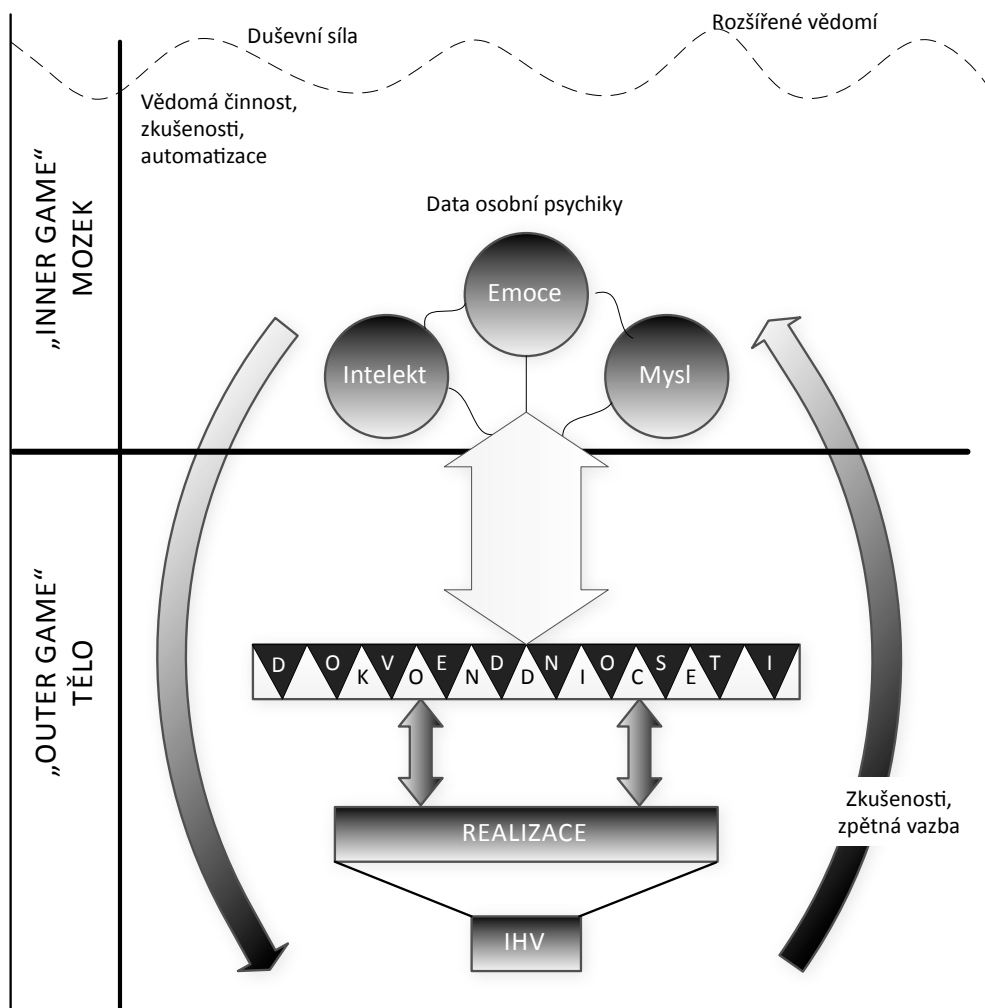 Duševní síla
Rozšířené vědomí
Vědomá činnost,
zkušenosti,
automatizace
„INNER GAME“
MOZEK
Data osobní psychiky
Emoce
Intelekt
Mysl
„OUTER GAME“
TĚLO
D O V E D N O S T I
K O N D I C E
REALIZACE
Zkušenosti,
zpětná vazba
IHV